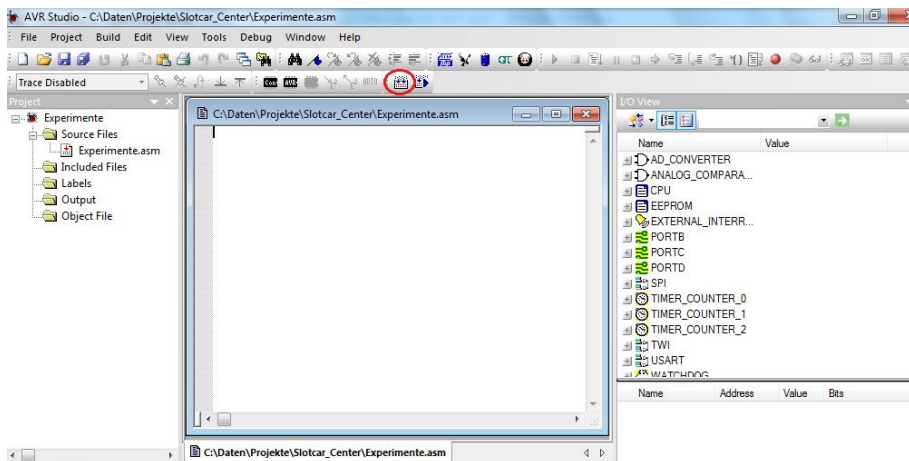 AVR Studio - C:\Daten\Projekte\Slotcar_Center\Experimente.asm
File Project Build Edit View Tools Debug Window Help
Trace Disabled
Con AVR AUTO
Project
Experimente
Source Files
Experimente.asm
Included Files
Labels
Output
Object File
C:\Daten\Projekte\Slotcar_Center\Experimente.asm
C:\Daten\Projekte\Slotcar_Center\Experimente.asm
I/O View
Name Value
AD_CONVERTER
ANALOG_COMPARA...
CPU
EEPROM
EXTERNAL_INTERR...
PORTB
PORTC
PORTD
SPI
TIMER_COUNTER_0
TIMER_COUNTER_1
TIMER_COUNTER_2
TWI
USART
WATCHDOG
Name Address Value Bits